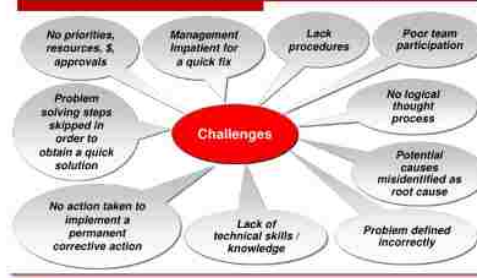 No priorities,
resources, $,
approvals
Management
Impatient for
a quick fix
Lack
procedures
Poor team
participation
Problem
solving steps
skipped in
order to
obtain a quick
solution
Challenges
No logical
thought
process
Potential
causes
misidentified as
root cause
No action taken to
implement a
permanent
corrective action
Lack of
technical skills /
knowledge
Problem defined
incorrectly